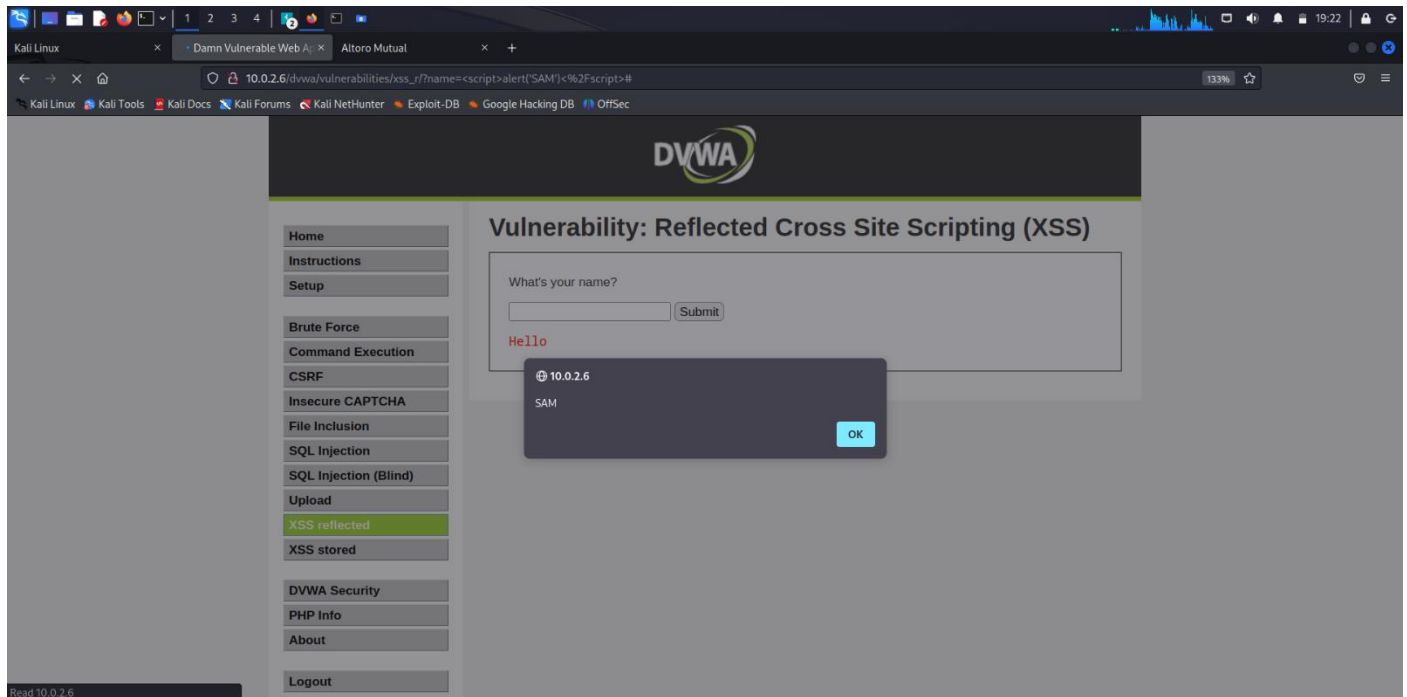 1 2 3 4
2
19:22
Kali Linux
Damn Vulnerable Web Ap
Altoro Mutual
10.0.2.6/dvwa/vulnerabilities/xss_r/?name=<script>alert('SAM')<%2Fscript>#
133%
Kali Linux
Kali Tools
Kali Docs
Kali Forums
Kali NetHunter
Exploit-DB
Google Hacking DB
OffSec
DVWA
Home
Instructions
Setup
Brute Force
Command Execution
CSRF
Insecure CAPTCHA
File Inclusion
SQL Injection
SQL Injection (Blind)
Upload
XSS reflected
XSS stored
DVWA Security
PHP Info
About
Logout
Vulnerability: Reflected Cross Site Scripting (XSS)
What's your name?
Submit
Hello
10.0.2.6
SAM
OK
Read 10.0.2.6